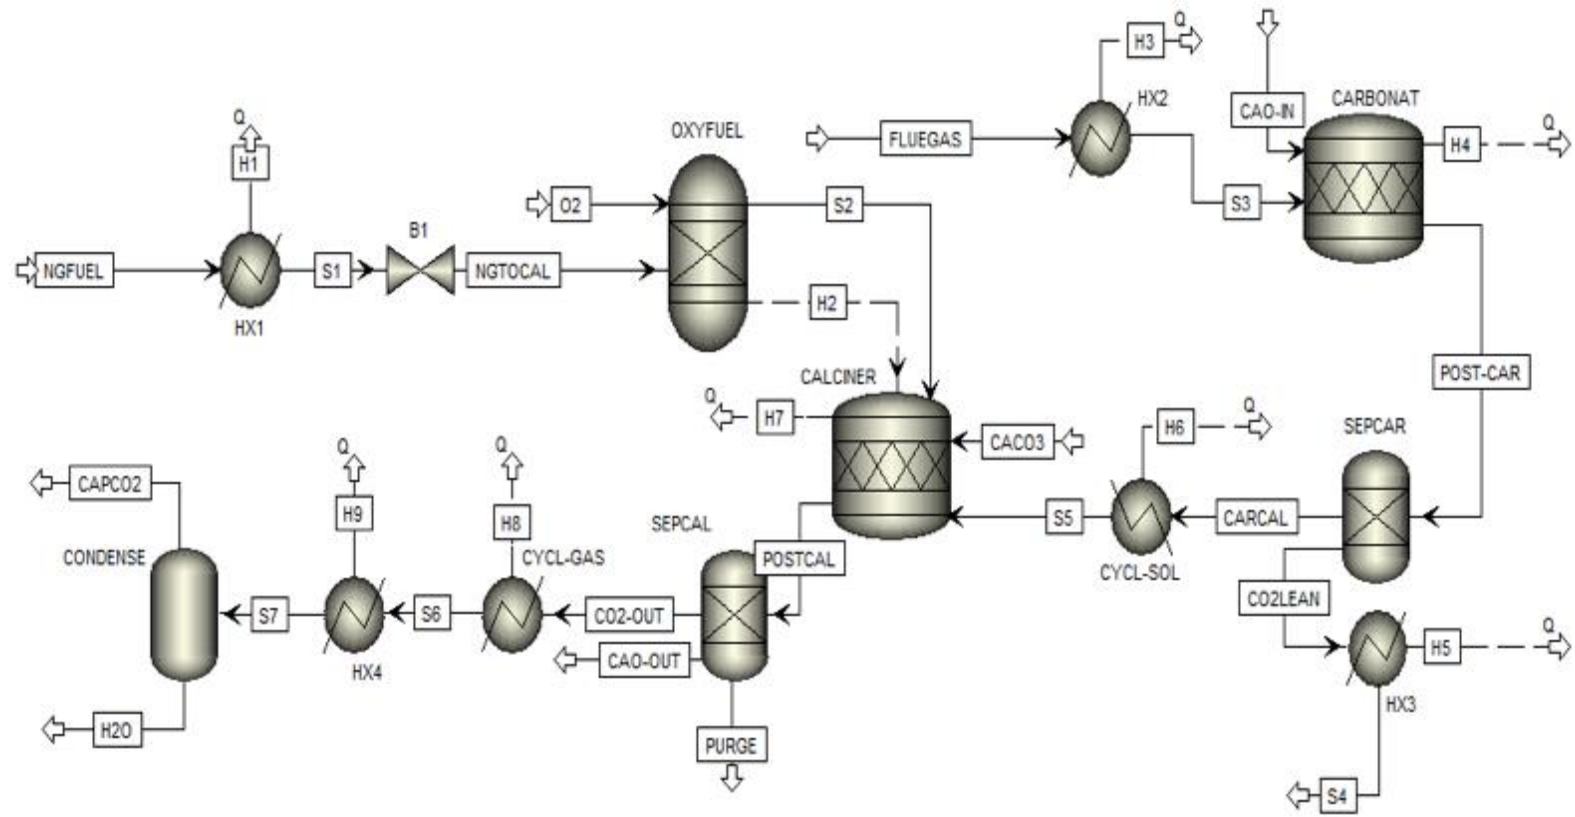 H3
Q
HX2
CARBONAT
CAO-IN
Q
H1
OXYFUEL
FLUEGAS
H4
Q
O2
S2
S3
B1
NGFUEL
S1
NGTOCAL
HX1
H2
CALCINER
POST-CAR
Q
H7
H6
Q
SEPCAR
CACO3
Q
Q
CAPCO2
H9
H8
SEPCAL
S5
CARCAL
CONDENSE
CYCL-GAS
POSTCAL
CYCL-SOL
CO2LEAN
S7
S6
CO2-OUT
Q
HX4
CAO-OUT
H5
HX3
H2O
PURGE
S4